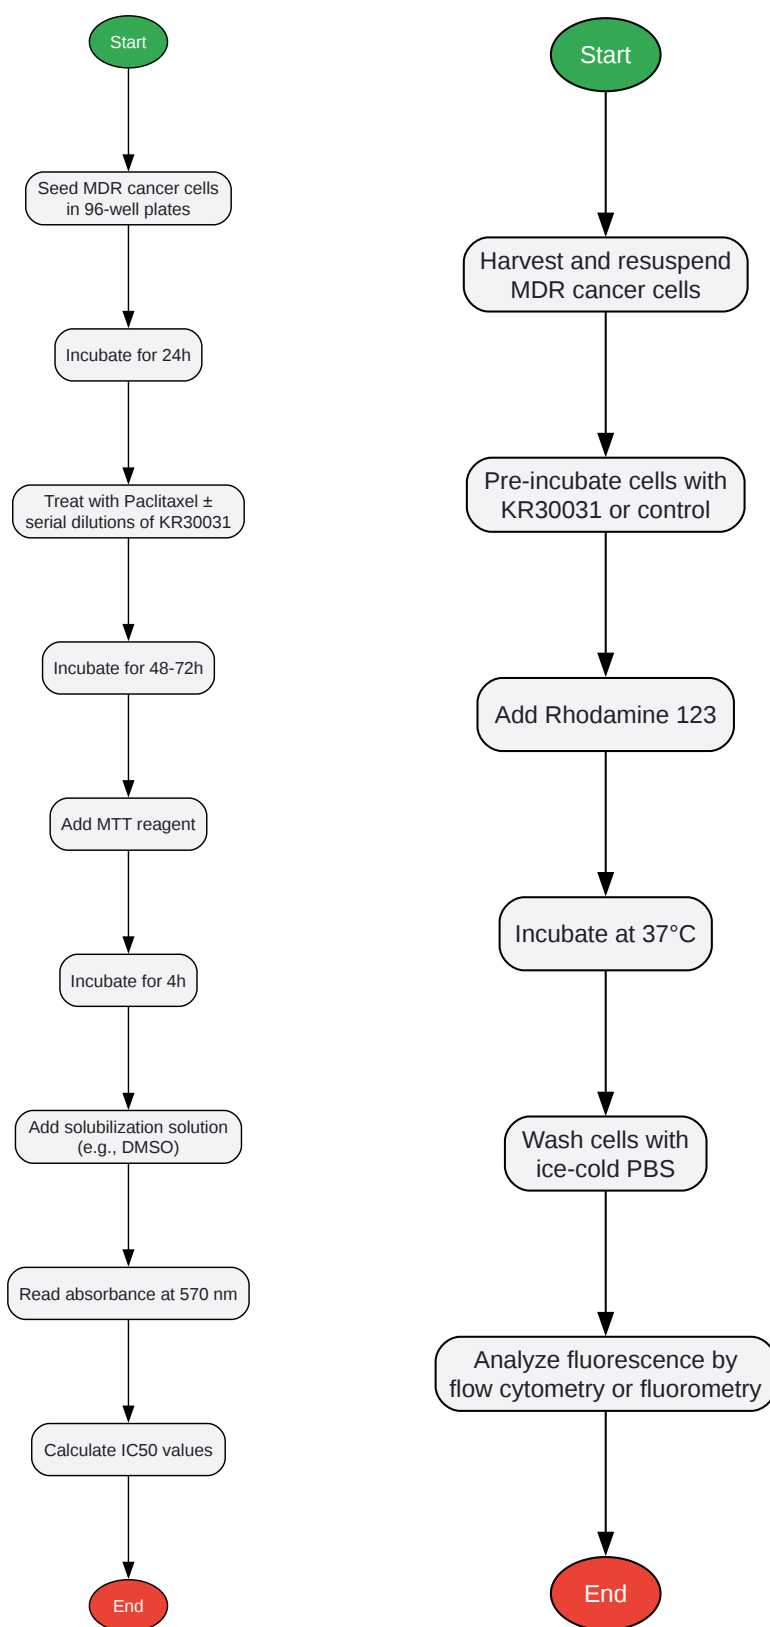 Start
Seed MDR cancer cells
in 96-well plates
Incubate for 24h
Treat with Paclitaxel ±
serial dilutions of KR30031
Incubate for 48-72h
Add MTT reagent
Incubate for 4h
Add solubilization solution
(e.g., DMSO)
Read absorbance at 570 nm
Calculate IC50 values
End
Start
Harvest and resuspend
MDR cancer cells
Pre-incubate cells with
KR30031 or control
Add Rhodamine 123
Incubate at 37°C
Wash cells with
ice-cold PBS
Analyze fluorescence by
flow cytometry or fluorometry
End